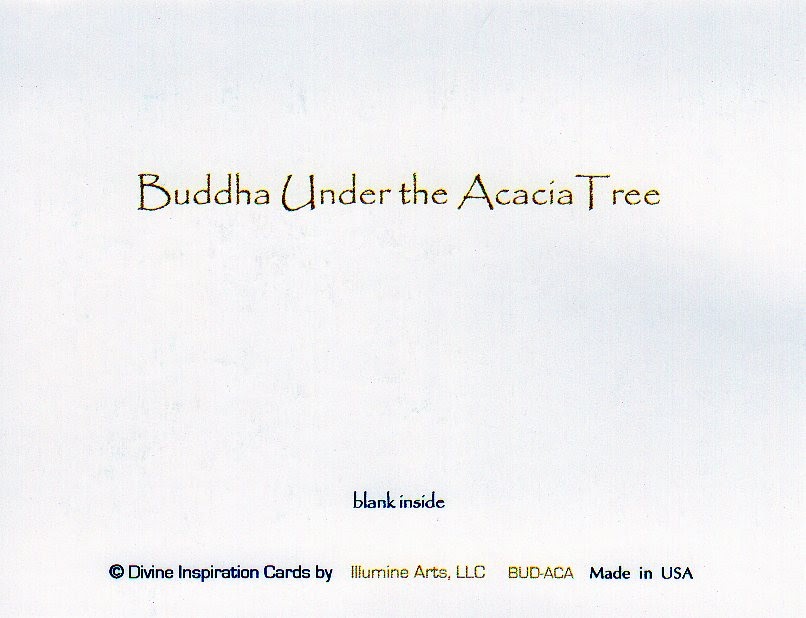 Buddha Under the Acacia Tree
blank inside
© Divine Inspiration Cards by Illumine Arts, LLC BUD-ACA Made in USA